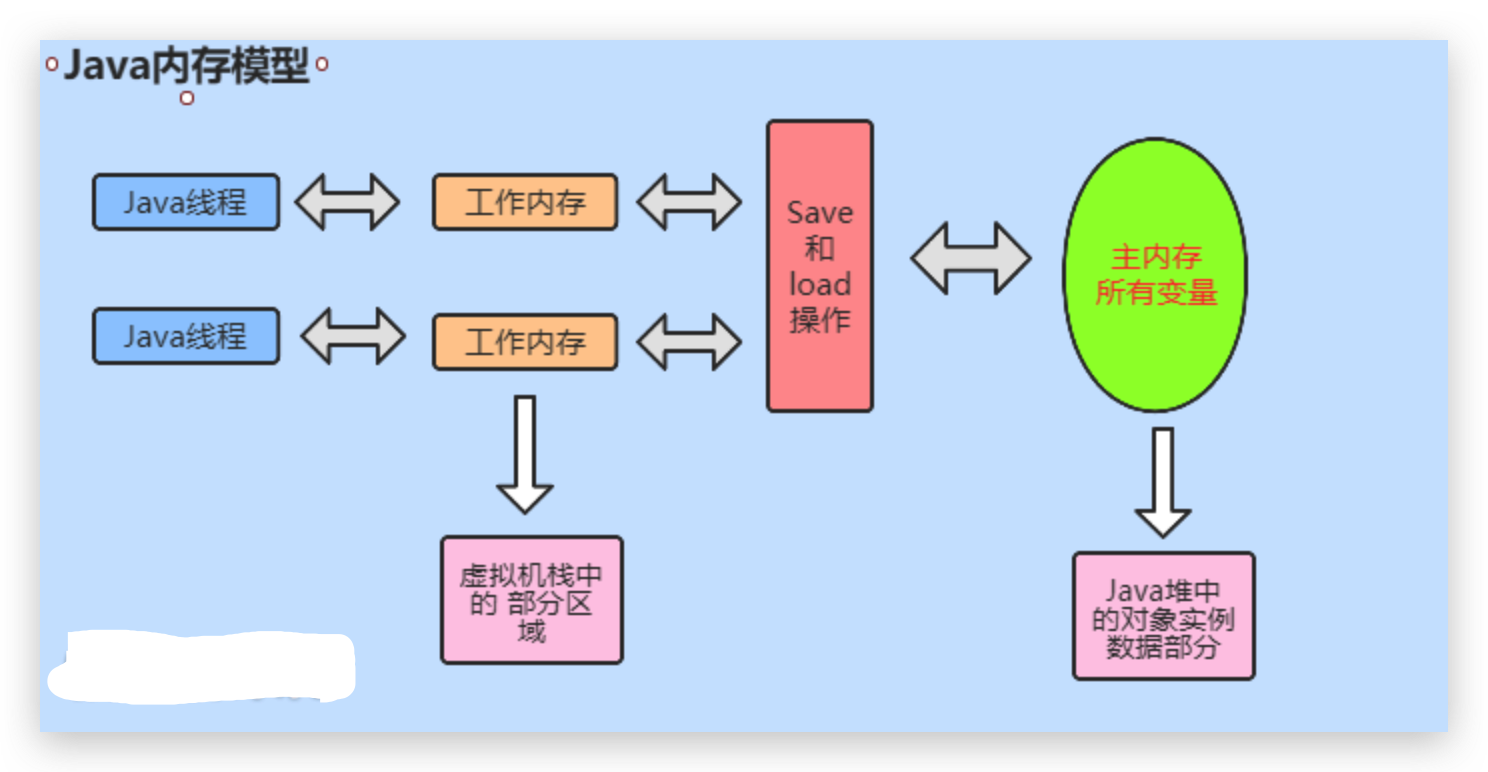 Java内存模型
Java线程
工作内存
Java线程
工作内存
Save
和
load
操作
主内存
所有变量
虚拟机栈中
的 部分区
域
Java堆中
的对象实例
数据部分